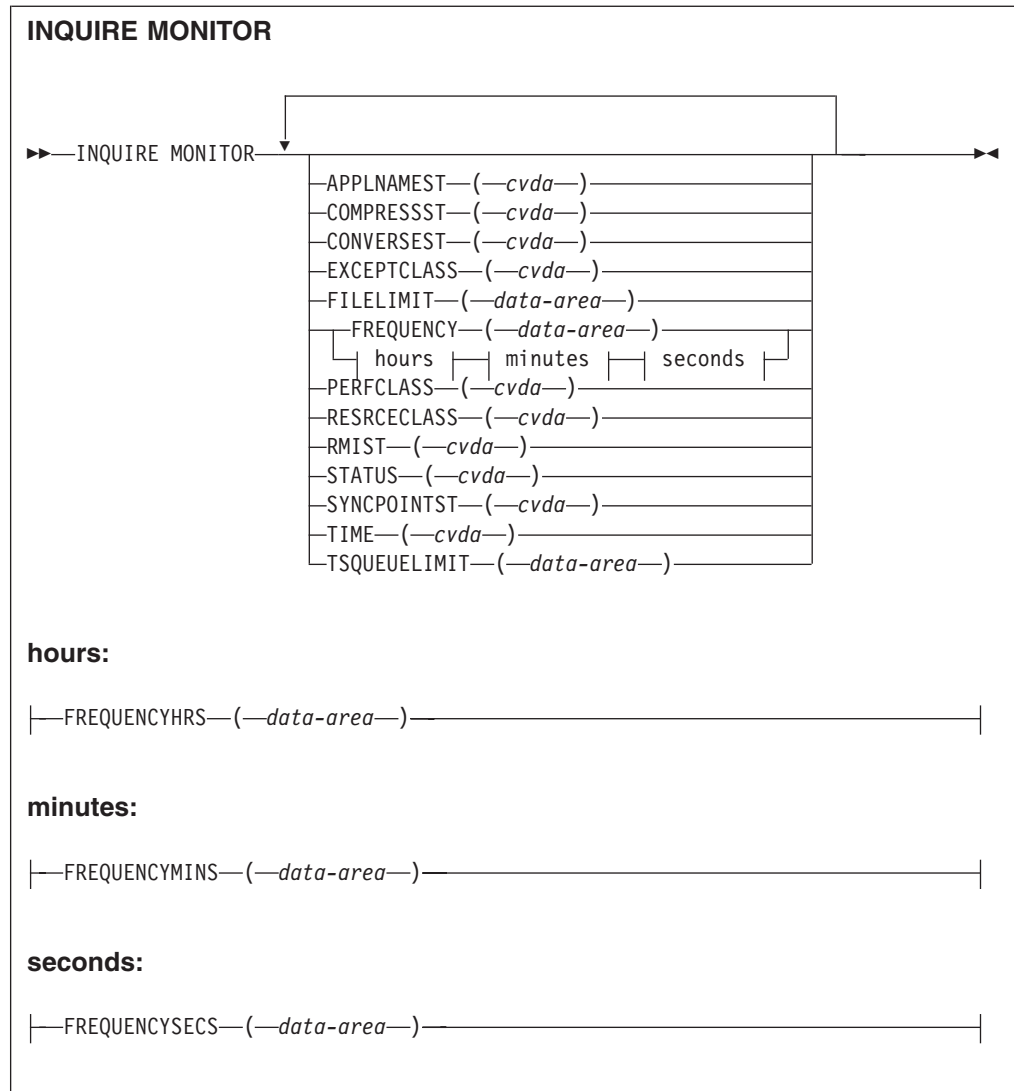 INQUIRE MONITOR
INQUIRE MONITOR
APPLNAMEST ( cvda )
COMPRESSST ( cvda )
CONVERSEST ( cvda )
EXCEPTCLASS ( cvda )
FILELIMIT ( data-area )
FREQUENCY ( data-area )
hours minutes seconds
PERFCLASS ( cvda )
RESRCECLASS ( cvda )
RMIST ( cvda )
STATUS ( cvda )
SYNCPOINTST ( cvda )
TIME ( cvda )
TSQUEUELIMIT ( data-area )
hours:
FREQUENCYHRS ( data-area )
minutes:
FREQUENCYMINS ( data-area )
seconds:
FREQUENCYSECS ( data-area )